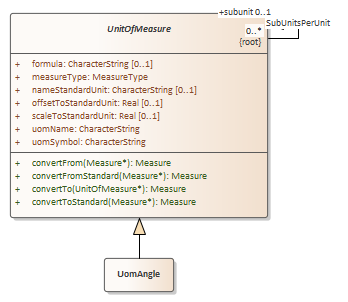 +subunit 0..1
UnitOfMeasure
SubUnitsPerUnit
0..*
{root}
+ formula: CharacterString [0..1]
+ measureType: MeasureType
+ nameStandardUnit: CharacterString [0..1]
+ offsetToStandardUnit: Real [0..1]
+ scaleToStandardUnit: Real [0..1]
+ uomName: CharacterString
+ uomSymbol: CharacterString
+ convertFrom(Measure*): Measure
+ convertFromStandard(Measure*): Measure
+ convertTo(UnitOfMeasure*): Measure
+ convertToStandard(Measure*): Measure
UomAngle